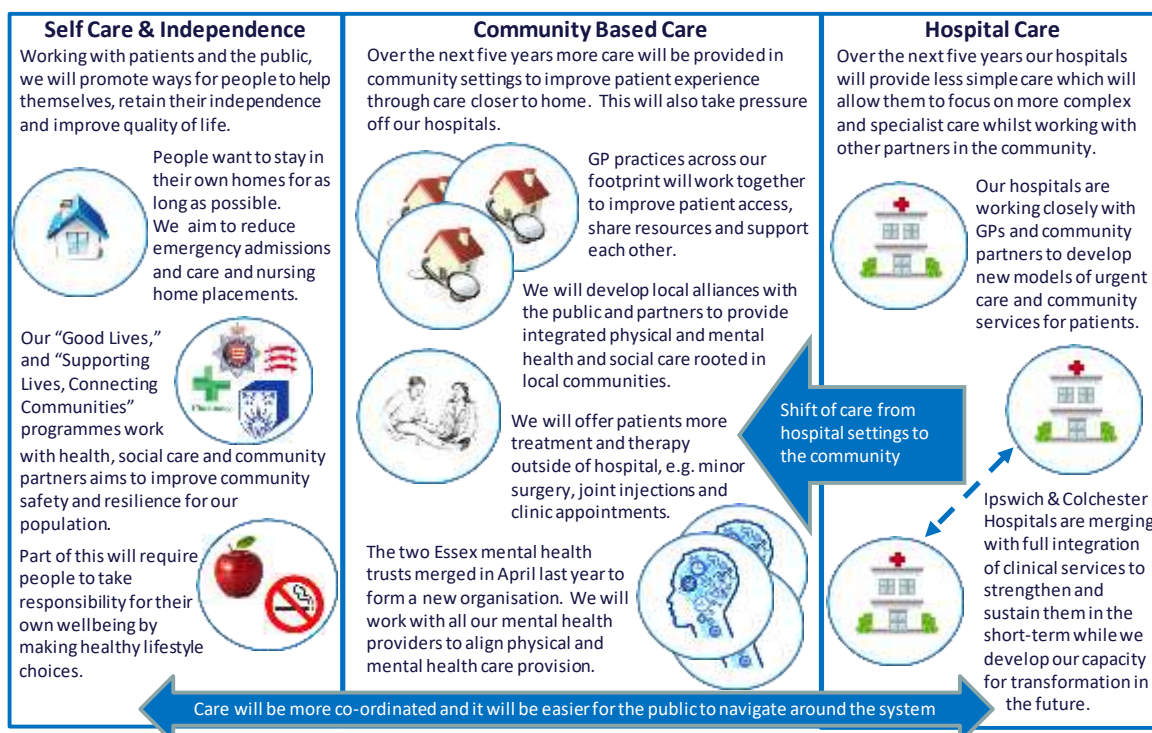 Self Care & Independence
Working with patients and the public,
we will promote ways for people to help
themselves, retain their independence
and improve quality of life.
People want to stay in
their own homes for as
long as possible.
We aim to reduce
emergency admissions
and care and nursing
home placements.
Our “Good Lives,”
and “Supporting
Lives, Connecting
Communities”
programmes work
with health, social care and community
partners aims to improve community
safety and resilience for our
population.
Part of this will require
people to take
responsibility for their
own wellbeing by
making healthy lifestyle
choices.
Community Based Care
Over the next five years more care will be provided in
community settings to improve patient experience
through care closer to home. This will also take pressure
off our hospitals.
GP practices across our
footprint will work together
to improve patient access,
share resources and support
each other.
We will develop local alliances with
the public and partners to provide
integrated physical and mental
health and social care rooted in
local communities.
We will offer patients more
treatment and therapy
outside of hospital, e.g. minor
surgery, joint injections and
clinic appointments.
The two Essex mental health
trusts merged in April last year to
form a new organisation. We will
work with all our mental health
providers to align physical and
mental health care provision.
Shift of care from
hospital settings to
the community
Hospital Care
Over the next five years our hospitals
will provide less simple care which will
allow them to focus on more complex
and specialist care whilst working with
other partners in the community.
Our hospitals are
working closely with
GPs and community
partners to develop
new models of urgent
care and community
services for patients.
Ipswich & Colchester
Hospitals are merging
with full integration
of clinical services to
strengthen and
sustain them in the
short-term while we
develop our capacity
for transformation in
the future.
Care will be more co-ordinated and it will be easier for the public to navigate around the system